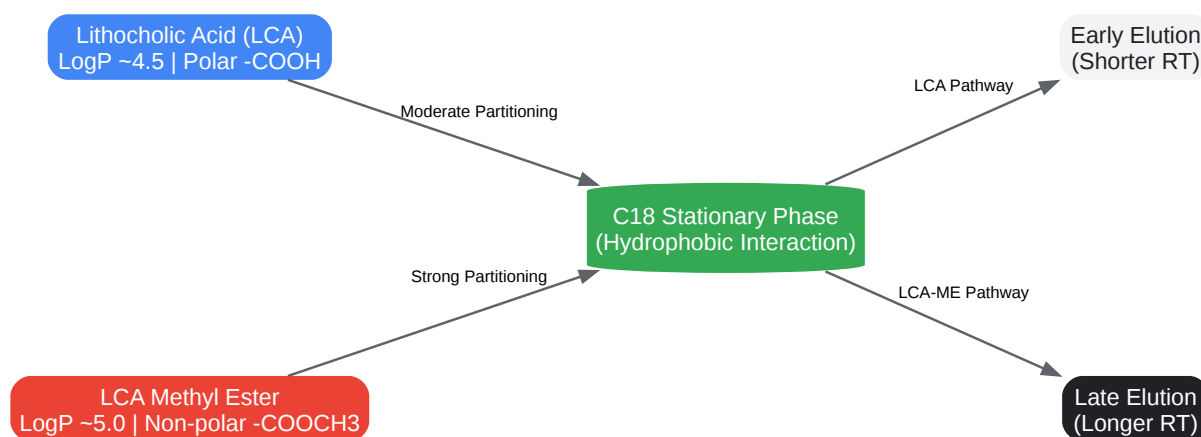 Lithocholic Acid (LCA)
LogP ~4.5 | Polar -COOH
Early Elution
(Shorter RT)
LCA Pathway
Moderate Partitioning
C18 Stationary Phase
(Hydrophobic Interaction)
Strong Partitioning
LCA-ME Pathway
LCA Methyl Ester
LogP ~5.0 | Non-polar -COOCH3
Late Elution
(Longer RT)